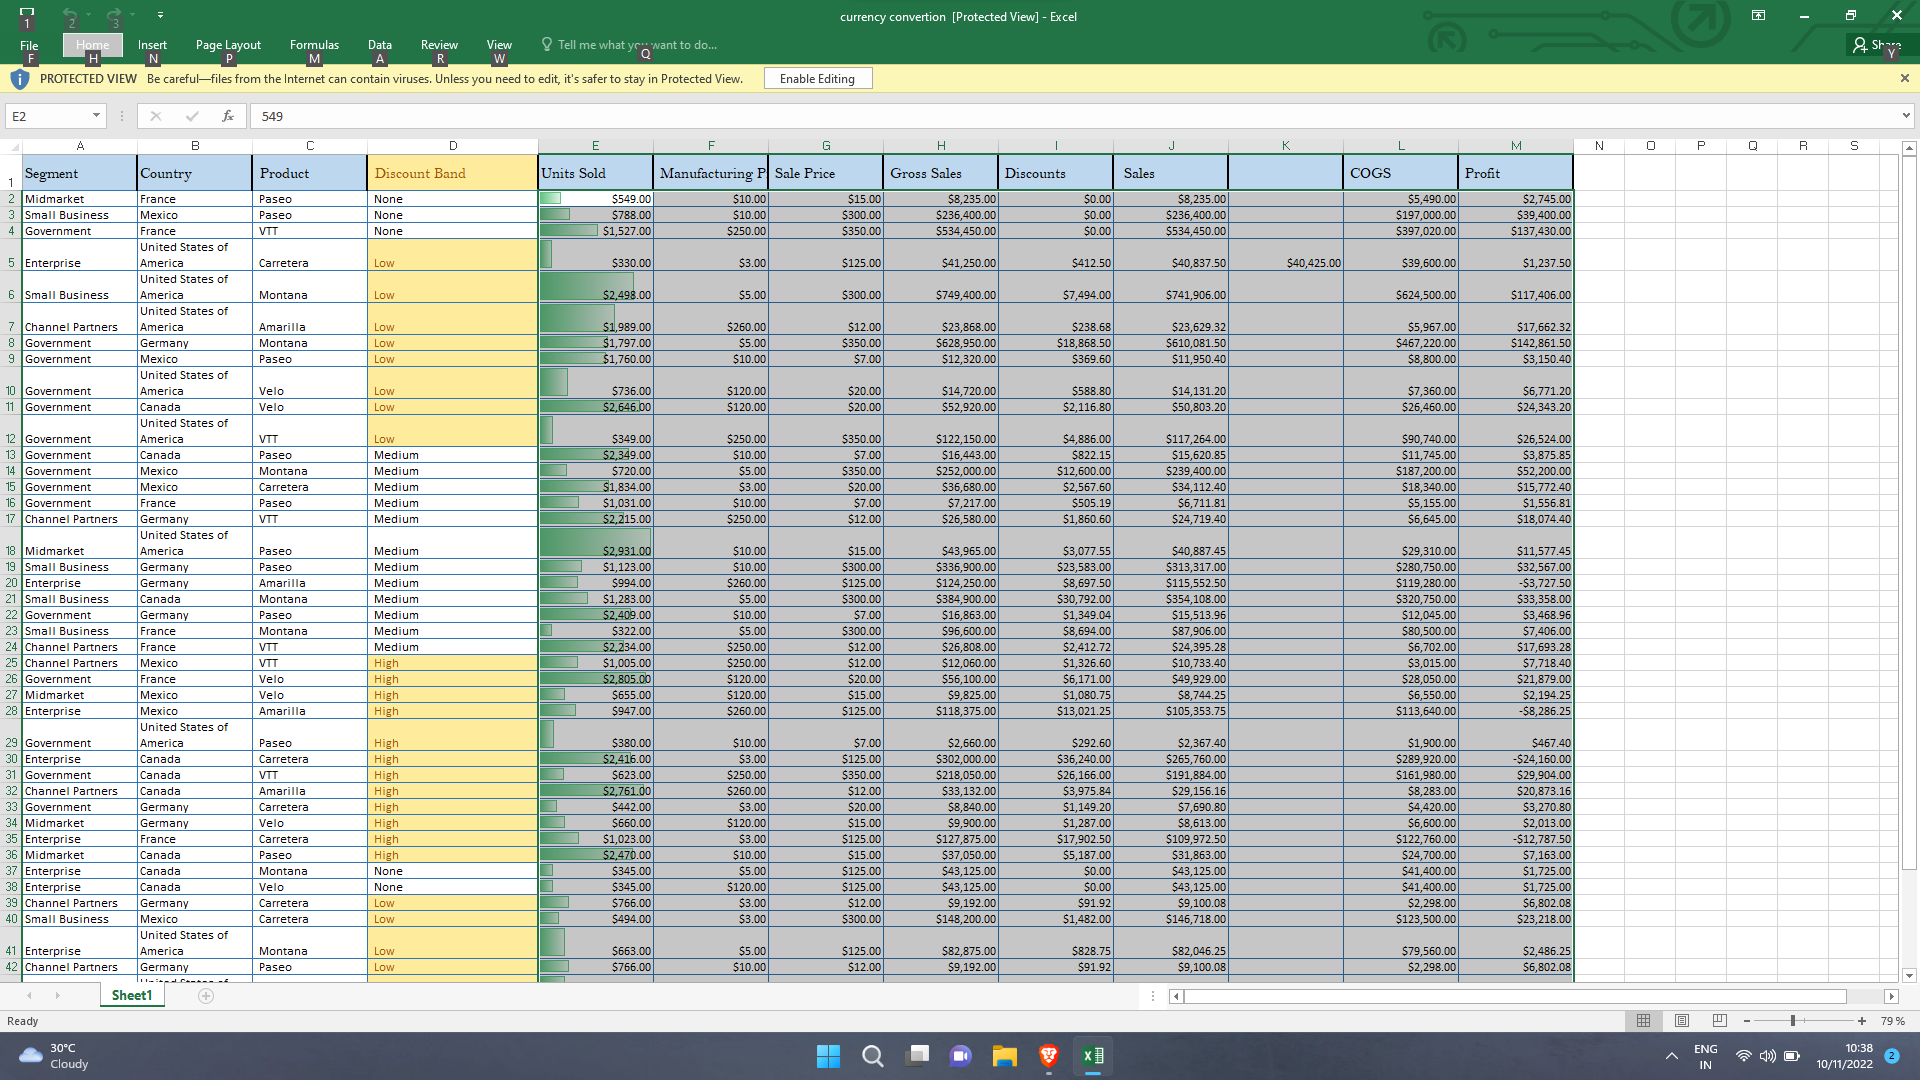 currency convertion [Protected View] - Excel
1 2 3
File Home Insert Page Layout Formulas Data Review View Tell me what you want to do... Share
F H N P M A R W Q Y
PROTECTED VIEW Be careful—files from the Internet can contain viruses. Unless you need to edit, it's safer to stay in Protected View. Enable Editing
E2 fx 549
A B C D E F G H I J K L M N O P Q R S
1 Segment Country Product Discount Band Units Sold Manufacturing P Sale Price Gross Sales Discounts Sales COGS Profit
2 Midmarket France Paseo None $549.00 $10.00 $15.00 $8,235.00 $0.00 $8,235.00 $5,490.00 $2,745.00
3 Small Business Mexico Paseo None $788.00 $10.00 $300.00 $236,400.00 $0.00 $236,400.00 $197,000.00 $39,400.00
4 Government France VTT None $1,527.00 $250.00 $350.00 $534,450.00 $0.00 $534,450.00 $397,020.00 $137,430.00
United States of
5 Enterprise America Carretera Low $330.00 $3.00 $125.00 $41,250.00 $412.50 $40,837.50 $40,425.00 $39,600.00 $1,237.50
United States of
6 Small Business America Montana Low $2,498.00 $5.00 $300.00 $749,400.00 $7,494.00 $741,906.00 $624,500.00 $117,406.00
United States of
7 Channel Partners America Amarilla Low $1,989.00 $260.00 $12.00 $23,868.00 $238.68 $23,629.32 $5,967.00 $17,662.32
8 Government Germany Montana Low $1,797.00 $5.00 $350.00 $628,950.00 $18,868.50 $610,081.50 $467,220.00 $142,861.50
9 Government Mexico Paseo Low $1,760.00 $10.00 $7.00 $12,320.00 $369.60 $11,950.40 $8,800.00 $3,150.40
United States of
10 Government America Velo Low $736.00 $120.00 $20.00 $14,720.00 $588.80 $14,131.20 $7,360.00 $6,771.20
11 Government Canada Velo Low $2,646.00 $120.00 $20.00 $52,920.00 $2,116.80 $50,803.20 $26,460.00 $24,343.20
United States of
12 Government America VTT Low $349.00 $250.00 $350.00 $122,150.00 $4,886.00 $117,264.00 $90,740.00 $26,524.00
13 Government Canada Paseo Medium $2,349.00 $10.00 $7.00 $16,443.00 $822.15 $15,620.85 $11,745.00 $3,875.85
14 Government Mexico Montana Medium $720.00 $5.00 $350.00 $252,000.00 $12,600.00 $239,400.00 $187,200.00 $52,200.00
15 Government Mexico Carretera Medium $1,834.00 $3.00 $20.00 $36,680.00 $2,567.60 $34,112.40 $18,340.00 $15,772.40
16 Government France Paseo Medium $1,031.00 $10.00 $7.00 $7,217.00 $505.19 $6,711.81 $5,155.00 $1,556.81
17 Channel Partners Germany VTT Medium $2,215.00 $250.00 $12.00 $26,580.00 $1,860.60 $24,719.40 $6,645.00 $18,074.40
United States of
18 Midmarket America Paseo Medium $2,931.00 $10.00 $15.00 $43,965.00 $3,077.55 $40,887.45 $29,310.00 $11,577.45
19 Small Business Germany Paseo Medium $1,123.00 $10.00 $300.00 $336,900.00 $23,583.00 $313,317.00 $280,750.00 $32,567.00
20 Enterprise Germany Amarilla Medium $994.00 $260.00 $125.00 $124,250.00 $8,697.50 $115,552.50 $119,280.00 -$3,727.50
21 Small Business Canada Montana Medium $1,283.00 $5.00 $300.00 $384,900.00 $30,792.00 $354,108.00 $320,750.00 $33,358.00
22 Government Germany Paseo Medium $2,409.00 $10.00 $7.00 $16,863.00 $1,349.04 $15,513.96 $12,045.00 $3,468.96
23 Small Business France Montana Medium $322.00 $5.00 $300.00 $96,600.00 $8,694.00 $87,906.00 $80,500.00 $7,406.00
24 Channel Partners France VTT Medium $2,234.00 $250.00 $12.00 $26,808.00 $2,412.72 $24,395.28 $6,702.00 $17,693.28
25 Channel Partners Mexico VTT High $1,005.00 $250.00 $12.00 $12,060.00 $1,326.60 $10,733.40 $3,015.00 $7,718.40
26 Government France Velo High $2,805.00 $120.00 $20.00 $56,100.00 $6,171.00 $49,929.00 $28,050.00 $21,879.00
27 Midmarket Mexico Velo High $655.00 $120.00 $15.00 $9,825.00 $1,080.75 $8,744.25 $6,550.00 $2,194.25
28 Enterprise Mexico Amarilla High $947.00 $260.00 $125.00 $118,375.00 $13,021.25 $105,353.75 $113,640.00 -$8,286.25
United States of
29 Government America Paseo High $380.00 $10.00 $7.00 $2,660.00 $292.60 $2,367.40 $1,900.00 $467.40
30 Enterprise Canada Carretera High $2,416.00 $3.00 $125.00 $302,000.00 $36,240.00 $265,760.00 $289,920.00 -$24,160.00
31 Government Canada VTT High $623.00 $250.00 $350.00 $218,050.00 $26,166.00 $191,884.00 $161,980.00 $29,904.00
32 Channel Partners Canada Amarilla High $2,761.00 $260.00 $12.00 $33,132.00 $3,975.84 $29,156.16 $8,283.00 $20,873.16
33 Government Germany Carretera High $442.00 $3.00 $20.00 $8,840.00 $1,149.20 $7,690.80 $4,420.00 $3,270.80
34 Midmarket Germany Velo High $660.00 $120.00 $15.00 $9,900.00 $1,287.00 $8,613.00 $6,600.00 $2,013.00
35 Enterprise France Carretera High $1,023.00 $3.00 $125.00 $127,875.00 $17,902.50 $109,972.50 $122,760.00 -$12,787.50
36 Midmarket Canada Paseo High $2,470.00 $10.00 $15.00 $37,050.00 $5,187.00 $31,863.00 $24,700.00 $7,163.00
37 Enterprise Canada Montana None $345.00 $5.00 $125.00 $43,125.00 $0.00 $43,125.00 $41,400.00 $1,725.00
38 Enterprise Canada Velo None $345.00 $120.00 $125.00 $43,125.00 $0.00 $43,125.00 $41,400.00 $1,725.00
39 Channel Partners Germany Carretera Low $766.00 $3.00 $12.00 $9,192.00 $91.92 $9,100.08 $2,298.00 $6,802.08
40 Small Business Mexico Carretera Low $494.00 $3.00 $300.00 $148,200.00 $1,482.00 $146,718.00 $123,500.00 $23,218.00
United States of
41 Enterprise America Montana Low $663.00 $5.00 $125.00 $82,875.00 $828.75 $82,046.25 $79,560.00 $2,486.25
42 Channel Partners Germany Paseo Low $766.00 $10.00 $12.00 $9,192.00 $91.92 $9,100.08 $2,298.00 $6,802.08
Sheet1
Ready 79 %
30°C
Cloudy
ENG
IN
10:38
10/11/2022
2